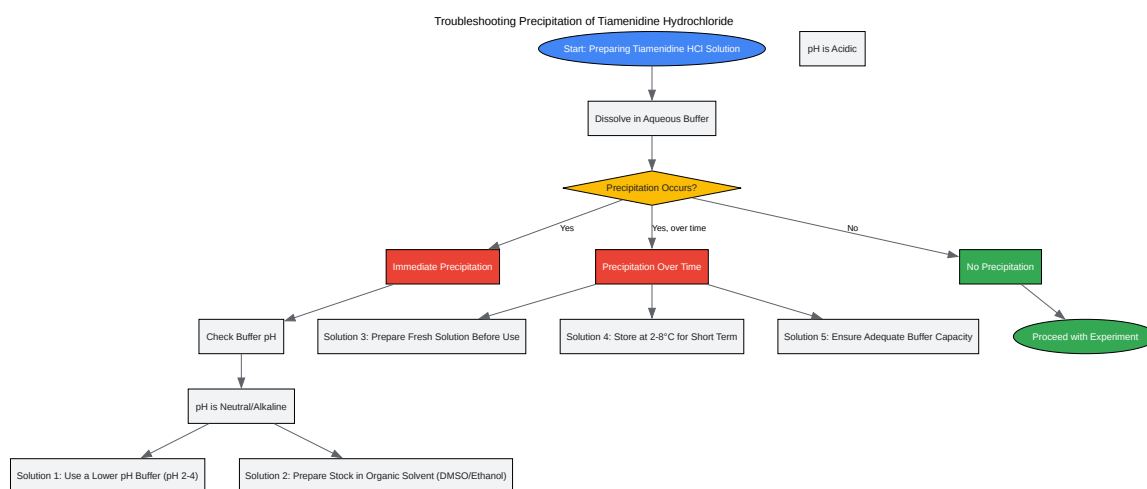 Troubleshooting Precipitation of Tiamenidine Hydrochloride
Start: Preparing Tiamenidine HCl Solution
pH is Acidic
Dissolve in Aqueous Buffer
Precipitation Occurs?
Yes
Yes, over time
No
Immediate Precipitation
Precipitation Over Time
No Precipitation
Check Buffer pH
Solution 3: Prepare Fresh Solution Before Use
Solution 4: Store at 2-8°C for Short Term
Solution 5: Ensure Adequate Buffer Capacity
Proceed with Experiment
pH is Neutral/Alkaline
Solution 1: Use a Lower pH Buffer (pH 2-4)
Solution 2: Prepare Stock in Organic Solvent (DMSO/Ethanol)